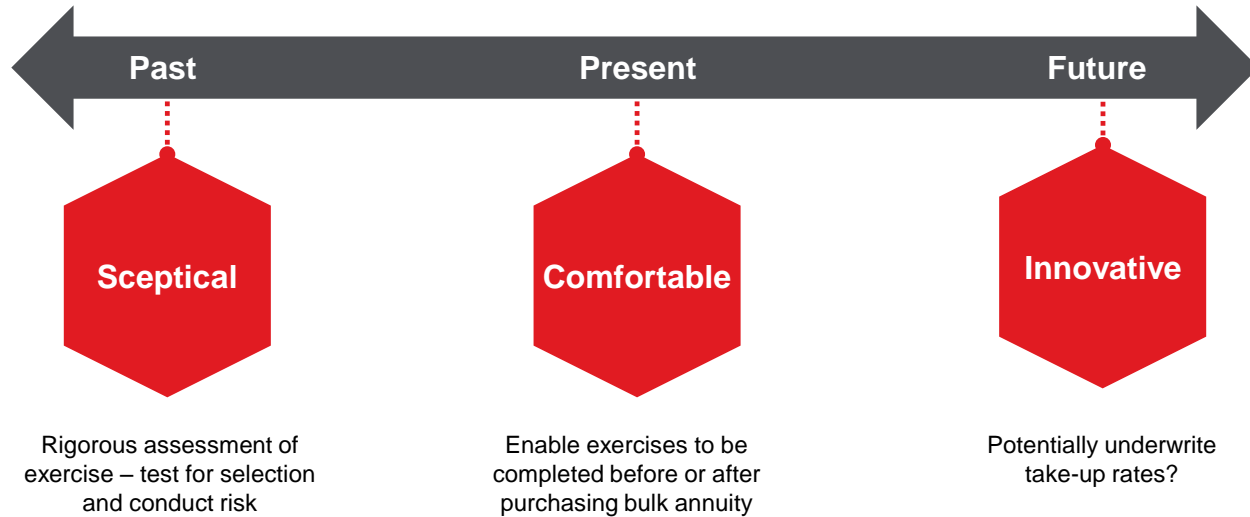 Past
Present
Future
Sceptical
Comfortable
Innovative
Rigorous assessment of
exercise – test for selection
and conduct risk
Enable exercises to be
completed before or after
purchasing bulk annuity
Potentially underwrite
take-up rates?